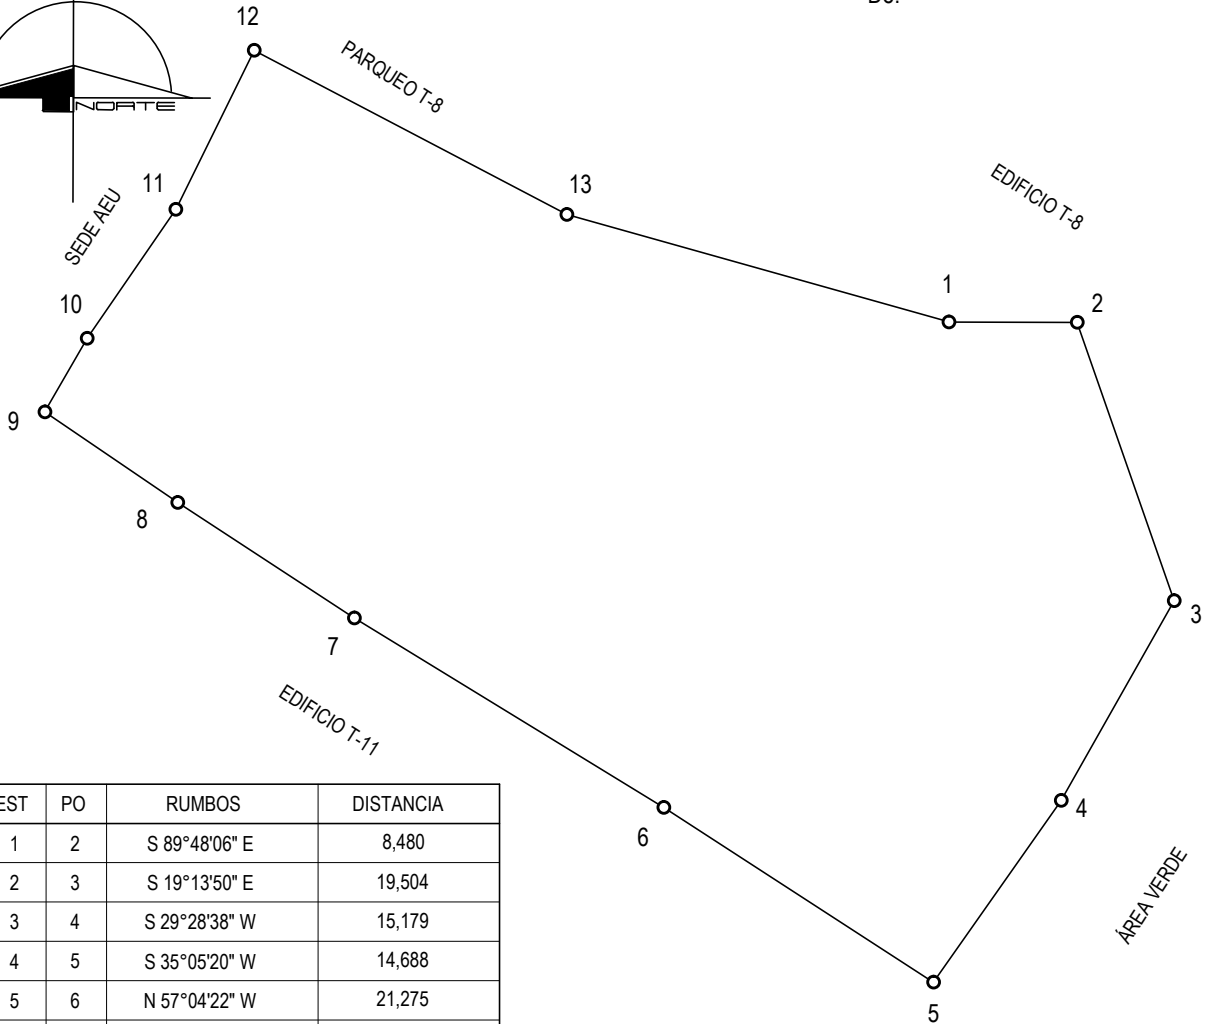 12
PARQUEO T-8
NORTE
11
13
EDIFICIO T-8
SEDE AEU
10
1
2
9
8
3
7
EDIFICIO T-11
4
6
ÁREA VERDE
5
EST PO RUMBOS DISTANCIA
1 2 S 89°48'06" E 8,480
2 3 S 19°13'50" E 19,504
3 4 S 29°28'38" W 15,179
4 5 S 35°05'20" W 14,688
5 6 N 57°04'22" W 21,275